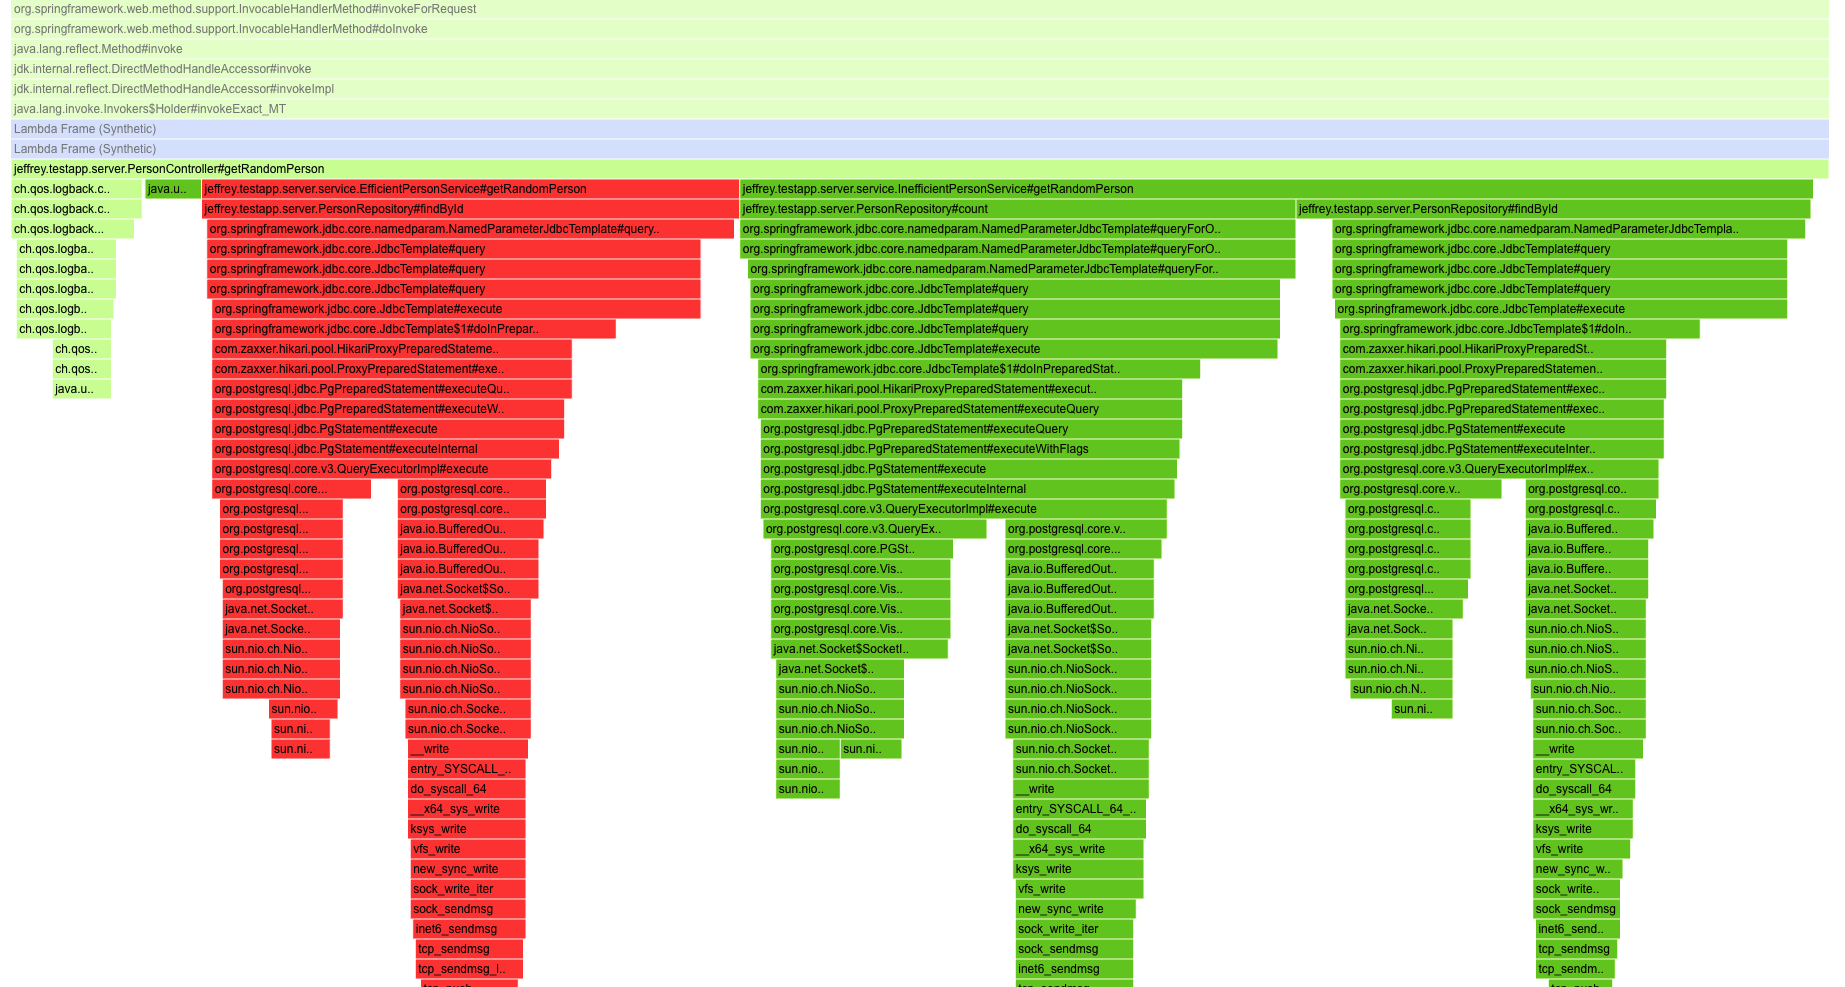 org.springframework.web.method.support.InvocableHandlerMethod#invokeForRequest
org.springframework.web.method.support.InvocableHandlerMethod#doInvoke
java.lang.reflect.Method#invoke
jdk.internal.reflect.DirectMethodHandleAccessor#invoke
jdk.internal.reflect.DirectMethodHandleAccessor#invokeImpl
java.lang.invoke.Invokers$Holder#invokeExact_MT
Lambda Frame (Synthetic)
Lambda Frame (Synthetic)
jeffrey.testapp.server.PersonController#getRandomPerson
ch.qos.logback.c.. java.u.. jeffrey.testapp.server.service.EfficientPersonService#getRandomPerson jeffrey.testapp.server.service.InefficientPersonService#getRandomPerson
ch.qos.logback.c.. jeffrey.testapp.server.PersonRepository#findById jeffrey.testapp.server.PersonRepository#count jeffrey.testapp.server.PersonRepository#findById
ch.qos.logback... org.springframework.jdbc.core.namedparam.NamedParameterJdbcTemplate#query.. org.springframework.jdbc.core.namedparam.NamedParameterJdbcTemplate#queryForO.. org.springframework.jdbc.core.namedparam.NamedParameterJdbcTempla..
ch.qos.logba.. org.springframework.jdbc.core.JdbcTemplate#query org.springframework.jdbc.core.namedparam.NamedParameterJdbcTemplate#queryForO.. org.springframework.jdbc.core.JdbcTemplate#query
ch.qos.logba.. org.springframework.jdbc.core.JdbcTemplate#query org.springframework.jdbc.core.namedparam.NamedParameterJdbcTemplate#queryFor.. org.springframework.jdbc.core.JdbcTemplate#query
ch.qos.logba.. org.springframework.jdbc.core.JdbcTemplate#query org.springframework.jdbc.core.JdbcTemplate#query org.springframework.jdbc.core.JdbcTemplate#query
ch.qos.logb.. org.springframework.jdbc.core.JdbcTemplate#execute org.springframework.jdbc.core.JdbcTemplate#query org.springframework.jdbc.core.JdbcTemplate#execute
ch.qos.logb.. org.springframework.jdbc.core.JdbcTemplate$1#doInPrepar.. org.springframework.jdbc.core.JdbcTemplate#query org.springframework.jdbc.core.JdbcTemplate$1#doIn..
ch.qos.. com.zaxxer.hikari.pool.HikariProxyPreparedStateme.. org.springframework.jdbc.core.JdbcTemplate#execute com.zaxxer.hikari.pool.HikariProxyPreparedSt..
ch.qos.. com.zaxxer.hikari.pool.ProxyPreparedStatement#exe.. org.springframework.jdbc.core.JdbcTemplate$1#doInPreparedStat.. com.zaxxer.hikari.pool.ProxyPreparedStatemen..
java.u.. org.postgresql.jdbc.PgPreparedStatement#executeQu.. com.zaxxer.hikari.pool.HikariProxyPreparedStatement#execut.. org.postgresql.jdbc.PgPreparedStatement#exec..
org.postgresql.jdbc.PgPreparedStatement#executeW.. com.zaxxer.hikari.pool.ProxyPreparedStatement#executeQuery org.postgresql.jdbc.PgPreparedStatement#exec..
org.postgresql.jdbc.PgStatement#execute org.postgresql.jdbc.PgPreparedStatement#executeQuery org.postgresql.jdbc.PgStatement#execute
org.postgresql.jdbc.PgStatement#executeInternal org.postgresql.jdbc.PgPreparedStatement#executeWithFlags org.postgresql.jdbc.PgStatement#executeInter..
org.postgresql.core.v3.QueryExecutorImpl#execute org.postgresql.jdbc.PgStatement#execute org.postgresql.core.v3.QueryExecutorImpl#ex..
org.postgresql.core... org.postgresql.core.. org.postgresql.jdbc.PgStatement#executeInternal org.postgresql.core.v.. org.postgresql.co..
org.postgresql... org.postgresql.core.. org.postgresql.core.v3.QueryExecutorImpl#execute org.postgresql.c.. org.postgresql.c..
org.postgresql... java.io.BufferedOu.. org.postgresql.core.v3.QueryEx.. org.postgresql.core.v.. org.postgresql.c.. java.io.Buffered..
org.postgresql... java.io.BufferedOu.. org.postgresql.core.PGSt.. org.postgresql.core... org.postgresql.c.. java.io.Buffere..
org.postgresql... java.io.BufferedOu.. org.postgresql.core.Vis.. java.io.BufferedOut.. org.postgresql.c.. java.io.Buffere..
org.postgresql... java.net.Socket$So.. org.postgresql.core.Vis.. java.io.BufferedOut.. org.postgresql... java.net.Socket..
java.net.Socket.. java.net.Socket$.. org.postgresql.core.Vis.. java.io.BufferedOut.. java.net.Socke.. java.net.Socket..
java.net.Socke.. sun.nio.ch.NioSo.. org.postgresql.core.Vis.. java.net.Socket$So.. java.net.Sock.. sun.nio.ch.NioS..
sun.nio.ch.Nio.. sun.nio.ch.NioSo.. java.net.Socket$SocketI.. java.net.Socket$So.. sun.nio.ch.Ni.. sun.nio.ch.NioS..
sun.nio.ch.Nio.. sun.nio.ch.NioSo.. java.net.Socket$.. sun.nio.ch.NioSock.. sun.nio.ch.Ni.. sun.nio.ch.NioS..
sun.nio.ch.Nio.. sun.nio.ch.NioSo.. sun.nio.ch.NioSo.. sun.nio.ch.NioSock.. sun.nio.ch.N.. sun.nio.ch.Nio..
sun.nio.. sun.nio.ch.Socke.. sun.nio.ch.NioSo.. sun.nio.ch.NioSock.. sun.ni.. sun.nio.ch.Soc..
sun.ni.. sun.nio.ch.Socke.. sun.nio.ch.NioSo.. sun.nio.ch.NioSock.. sun.nio.ch.Soc..
sun.ni.. __write sun.nio.. sun.ni.. sun.nio.ch.Socket.. __write
entry_SYSCALL_.. sun.nio.. sun.nio.ch.Socket.. entry_SYSCAL..
do_syscall_64 sun.nio.. __write do_syscall_64
__x64_sys_write entry_SYSCALL_64_.. __x64_sys_wr..
ksys_write do_syscall_64 ksys_write
vfs_write __x64_sys_write vfs_write
new_sync_write ksys_write new_sync_w..
sock_write_iter vfs_write sock_write..
sock_sendmsg new_sync_write sock_sendmsg
inet6_sendmsg sock_write_iter inet6_send..
tcp_sendmsg sock_sendmsg tcp_sendmsg
tcp_sendmsg_l.. inet6_sendmsg tcp_sendm..